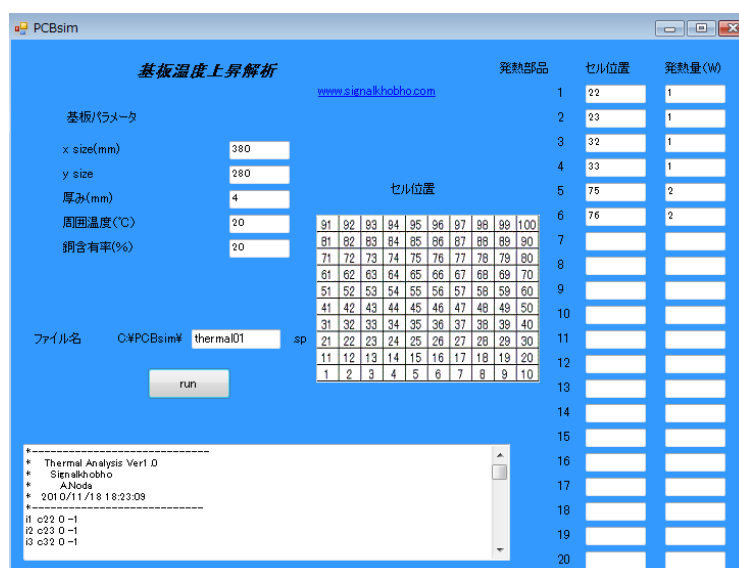 PCBsim
基板温度上昇解析
www.signalkhobho.com
基板パラメータ
x size(mm) 380
y size 280
厚み(mm) 4
周囲温度(℃) 20
銅含有率(%) 20
ファイル名 C:¥PCBsim¥ thermal01 .sp
run
セル位置
91 92 93 94 95 96 97 98 99 100
81 82 83 84 85 86 87 88 89 90
71 72 73 74 75 76 77 78 79 80
61 62 63 64 65 66 67 68 69 70
51 52 53 54 55 56 57 58 59 60
41 42 43 44 45 46 47 48 49 50
31 32 33 34 35 36 37 38 39 40
21 22 23 24 25 26 27 28 29 30
11 12 13 14 15 16 17 18 19 20
1 2 3 4 5 6 7 8 9 10
発熱部品 セル位置 発熱量(W)
1 22 1
2 23 1
3 32 1
4 33 1
5 75 2
6 76 2
7
8
9
10
11
12
13
14
15
16
17
18
19
20
*-------------------------------
* Thermal Analysis Ver1.0
* Signalkhobho
* A.Noda
* 2010/11/18 18:23:09
*-------------------------------
i1 c22 0 -1
i2 c23 0 -1
i3 c32 0 -1